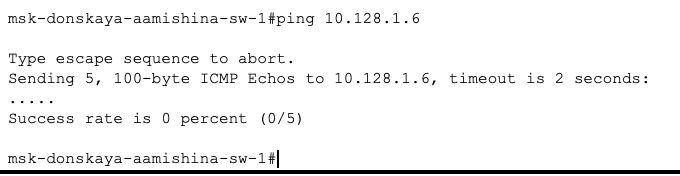 msk-donskaya-aamishina-sw-1#ping 10.128.1.6
Type escape sequence to abort.
Sending 5, 100-byte ICMP Echos to 10.128.1.6, timeout is 2 seconds:
.....
Success rate is 0 percent (0/5)
msk-donskaya-aamishina-sw-1#